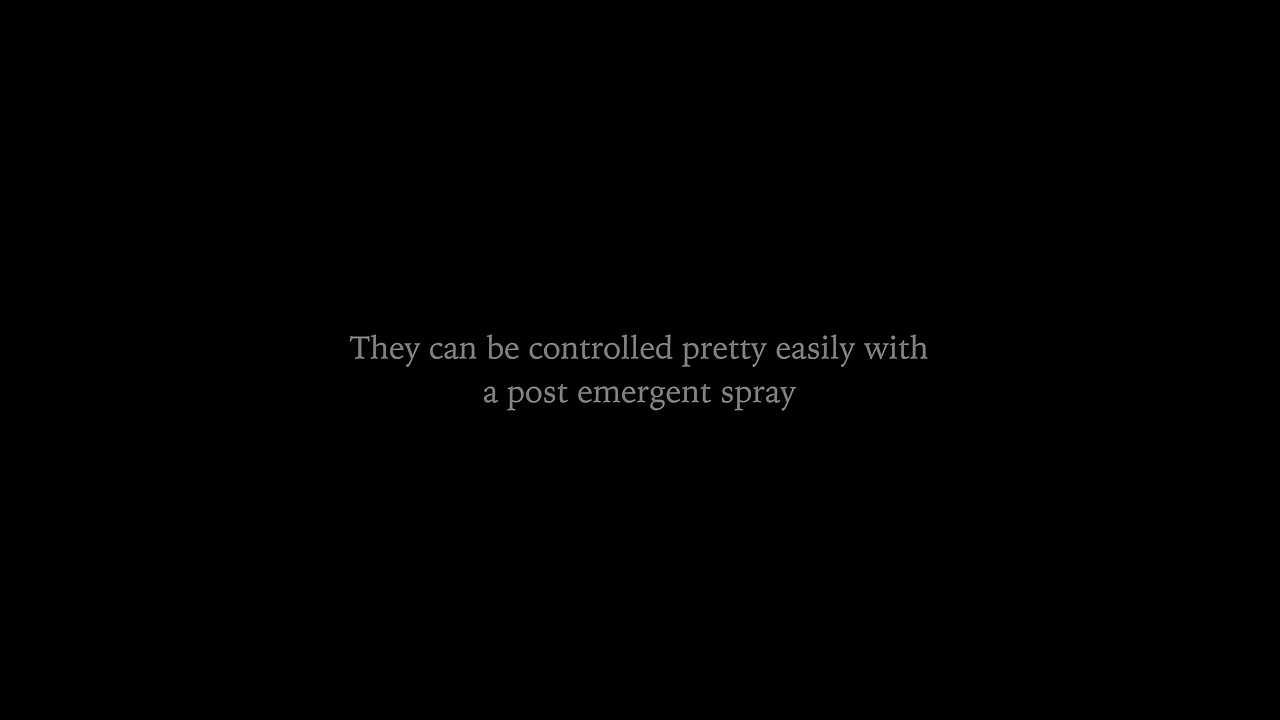 They can be controlled pretty easily with
a post emergent spray